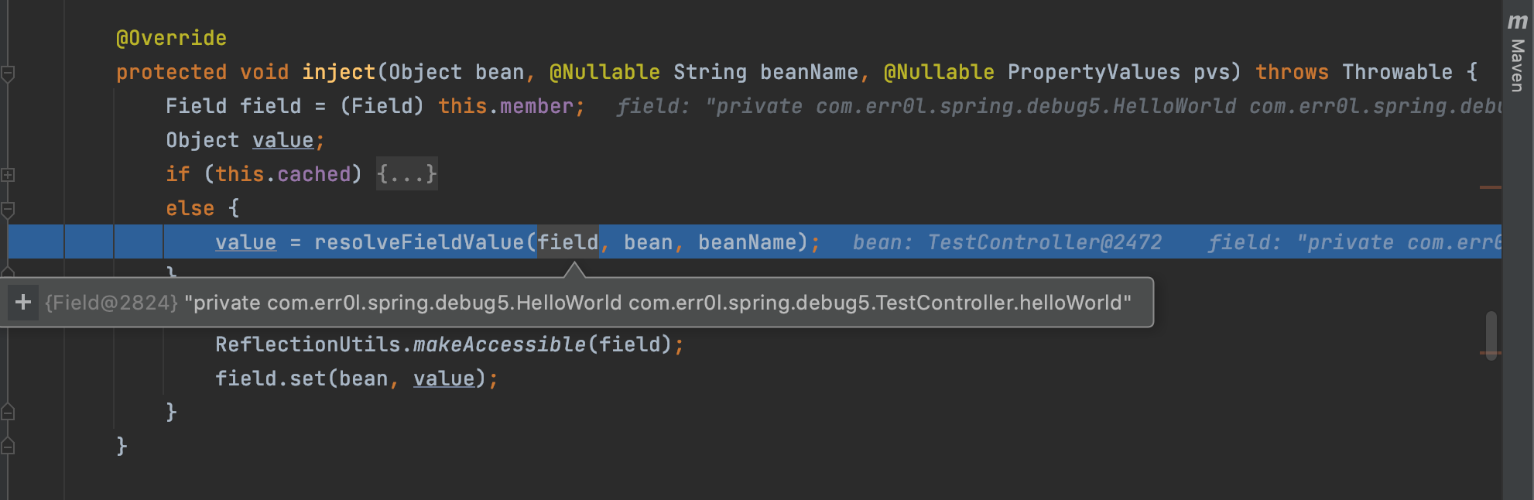 @Override
protected void inject(Object bean, @Nullable String beanName, @Nullable PropertyValues pvs) throws Throwable {
Field field = (Field) this.member; field: "private com.err0l.spring.debug5.HelloWorld com.err0l.spring.debu
Object value;
if (this.cached) {...}
else {
value = resolveFieldValue(field, bean, beanName); bean: TestController@2472 field: "private com.err0
}
+ {Field@2824} "private com.err0l.spring.debug5.HelloWorld com.err0l.spring.debug5.TestController.helloWorld"
ReflectionUtils.makeAccessible(field);
field.set(bean, value);
}
}
m Maven